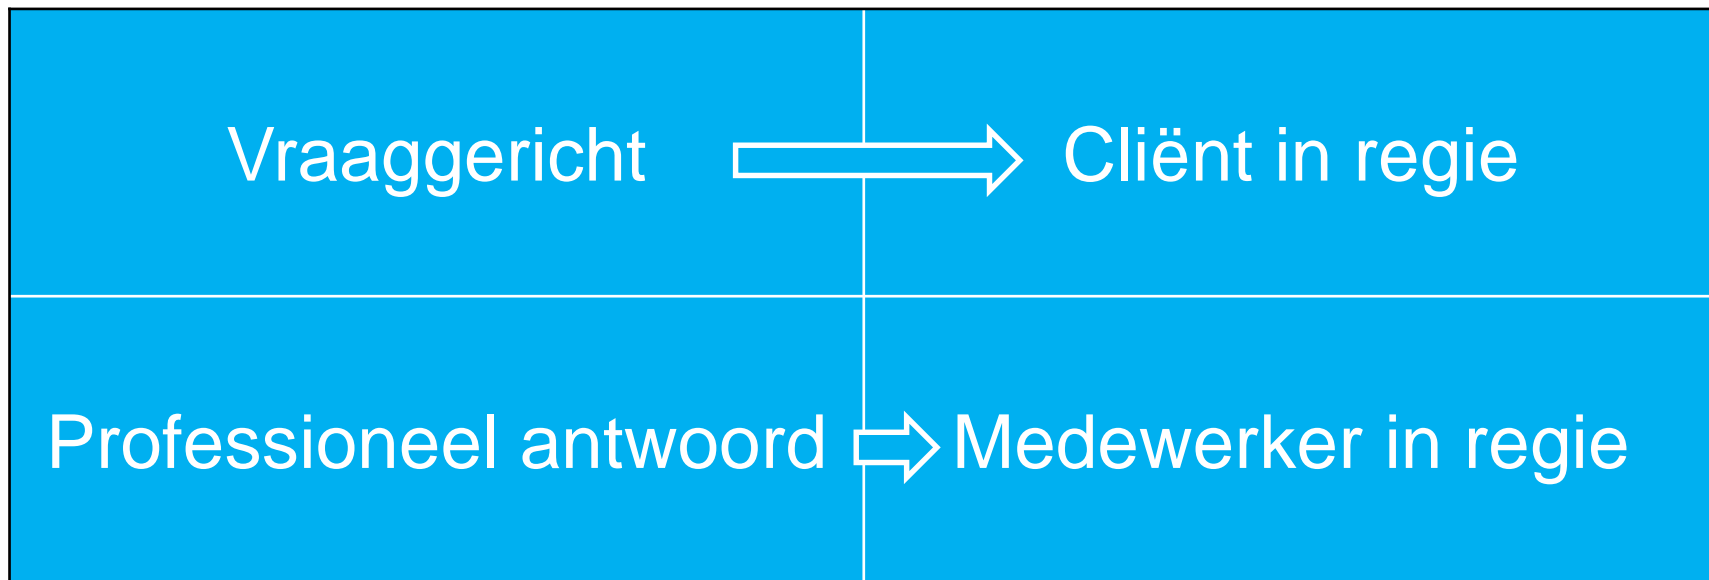 Vraaggericht
Cliënt in regie
Professioneel antwoord
Medewerker in regie